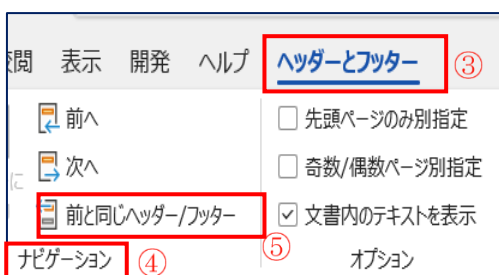 閲 表示 開発 ヘルプ ヘッダーとフッター ③
前へ
先頭ページのみ別指定
次へ
奇数/偶数ページ別指定
に
前と同じヘッダー/フッター
文書内のテキストを表示
ナビゲーション ④ ⑤ オプション